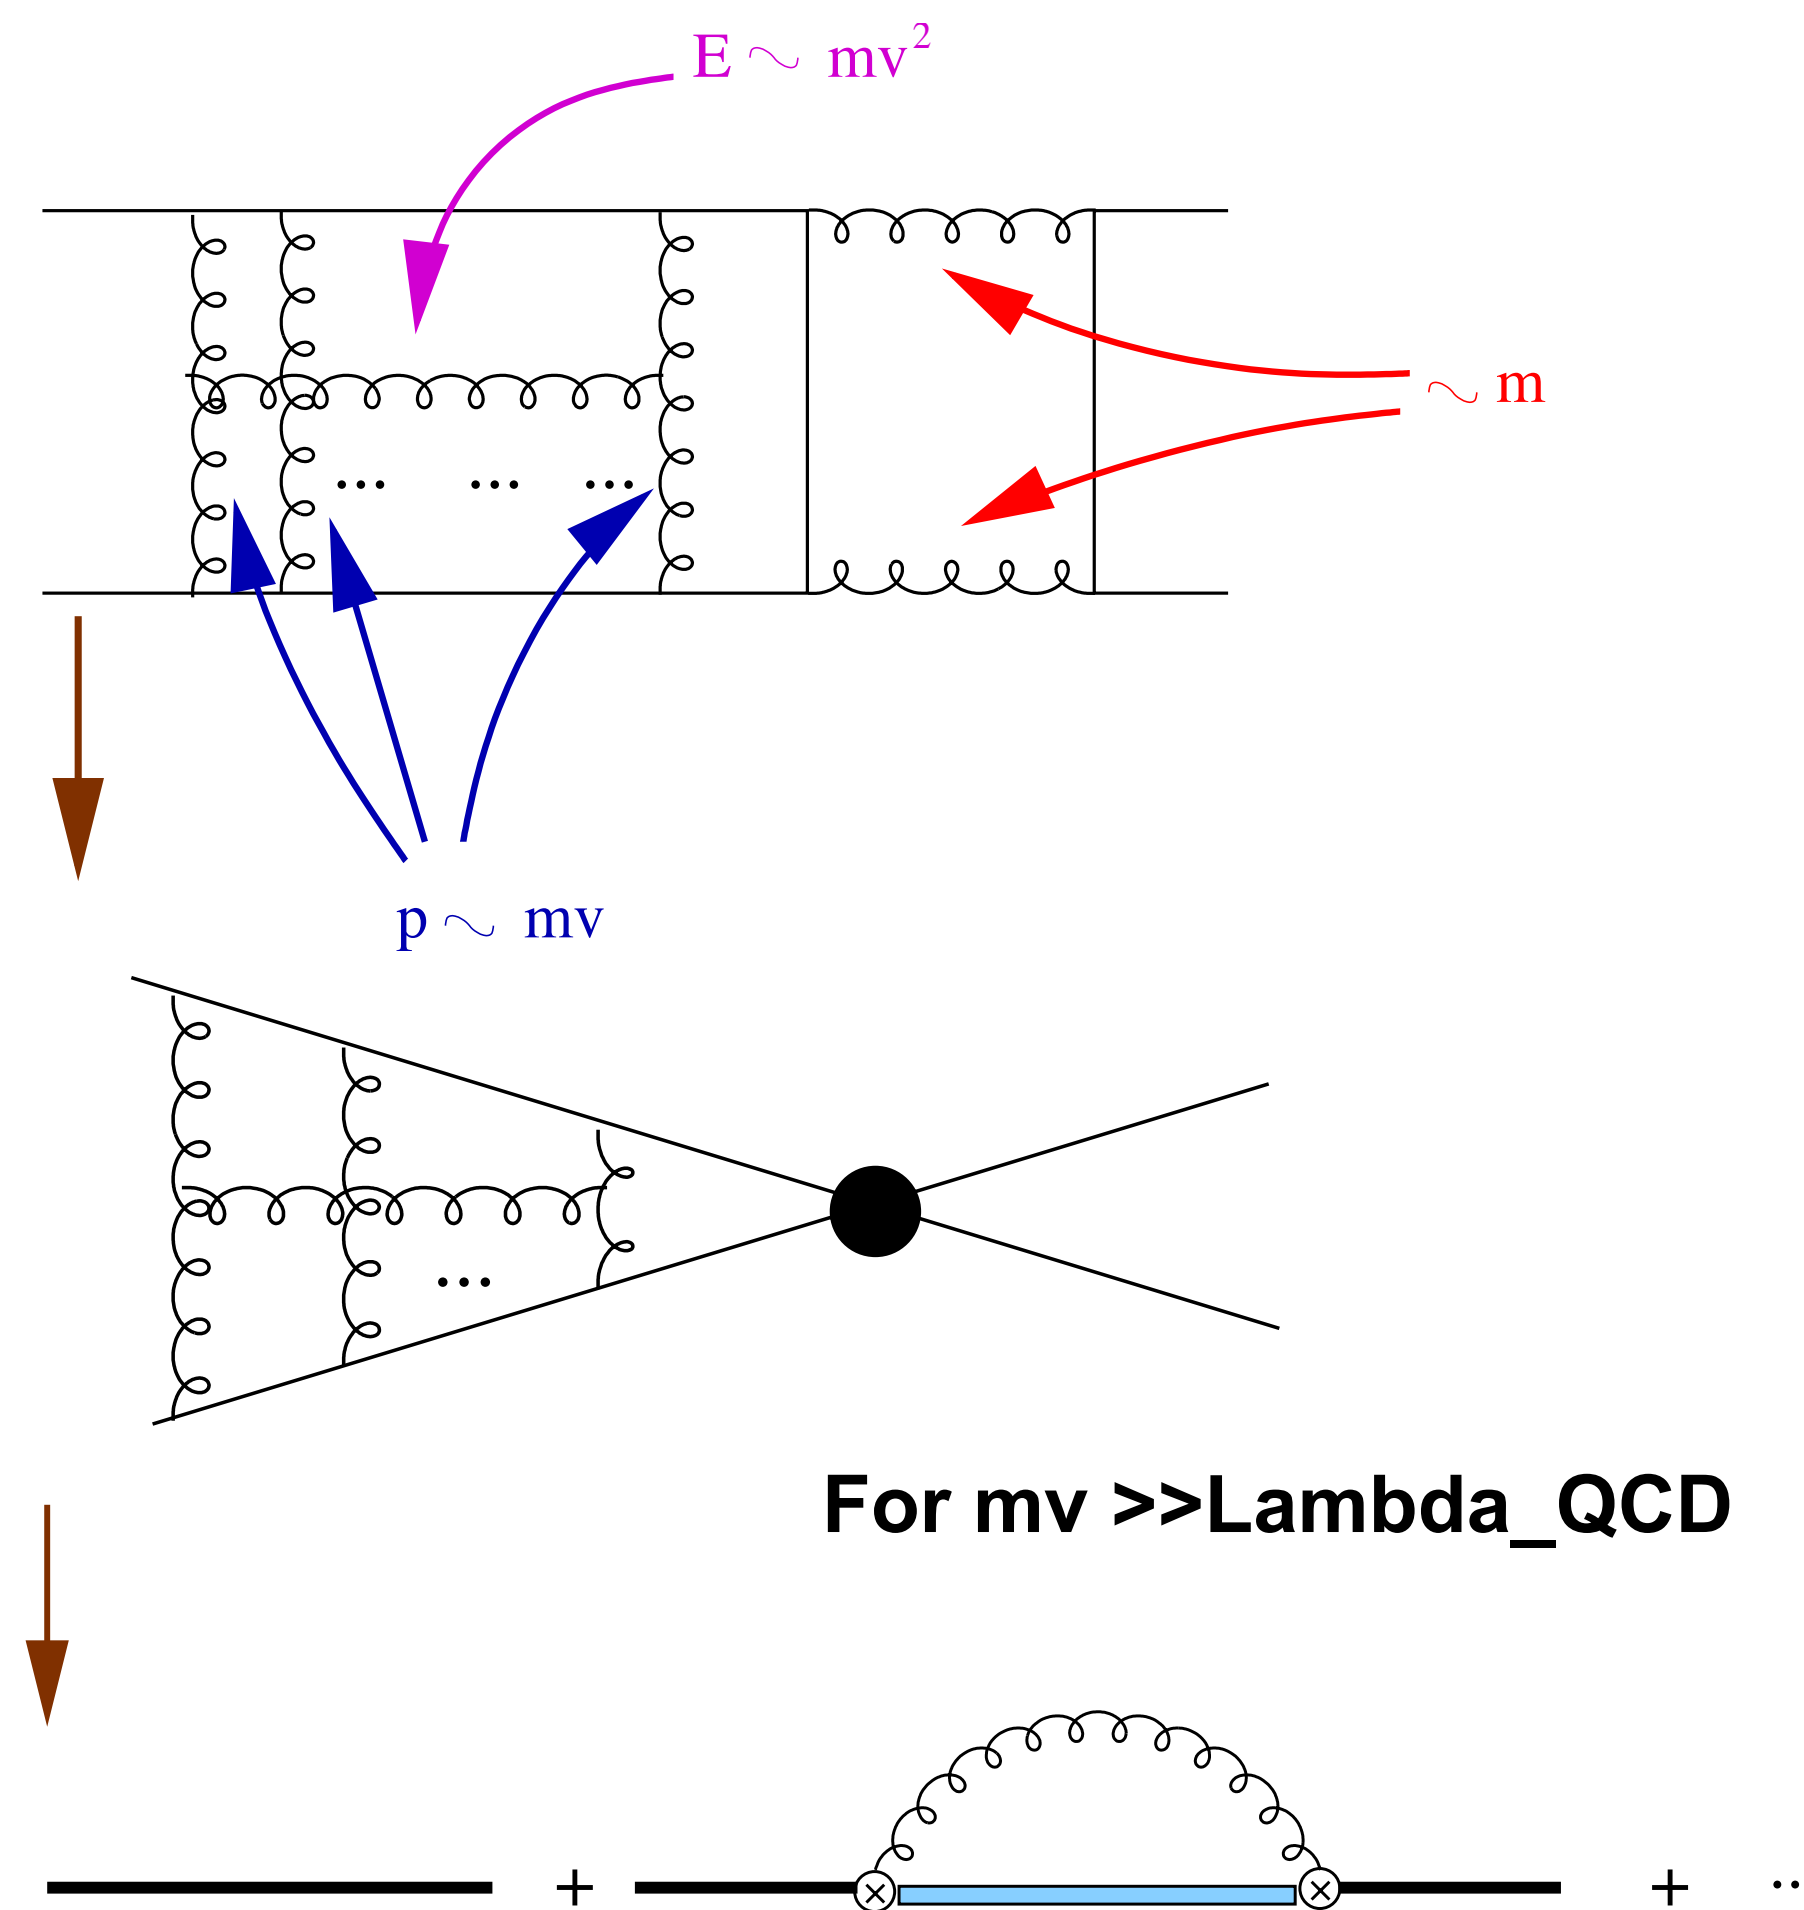 E ∼ mv²
...
...
...
∼ m
p ∼ mv
...
For mv >>Lambda_QCD
+
+
..